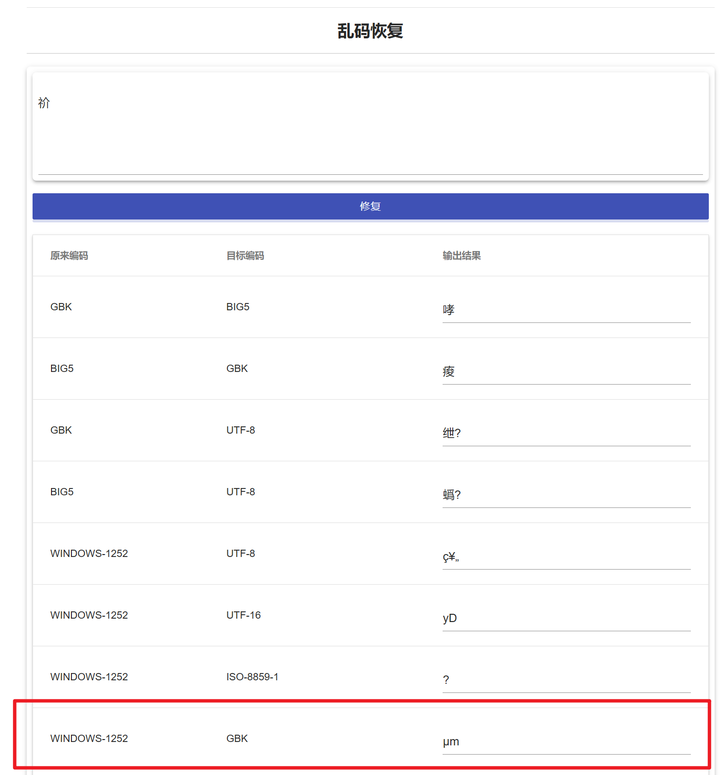 乱码恢复
祄
修复
原来编码 目标编码 输出结果
GBK BIG5 哮
BIG5 GBK 痠
GBK UTF-8 绁?
BIG5 UTF-8 蟡?
WINDOWS-1252 UTF-8 ç¥„
WINDOWS-1252 UTF-16 yD
WINDOWS-1252 ISO-8859-1 ?
WINDOWS-1252 GBK µm